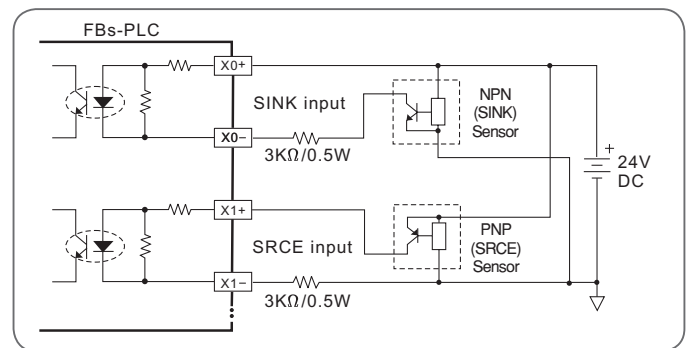 FBs-PLC
X0+
SINK input
NPN
(SINK)
Sensor
X0−
3KΩ/0.5W
+
24V
DC
X1+
SRCE input
PNP
(SRCE)
Sensor
X1−
3KΩ/0.5W